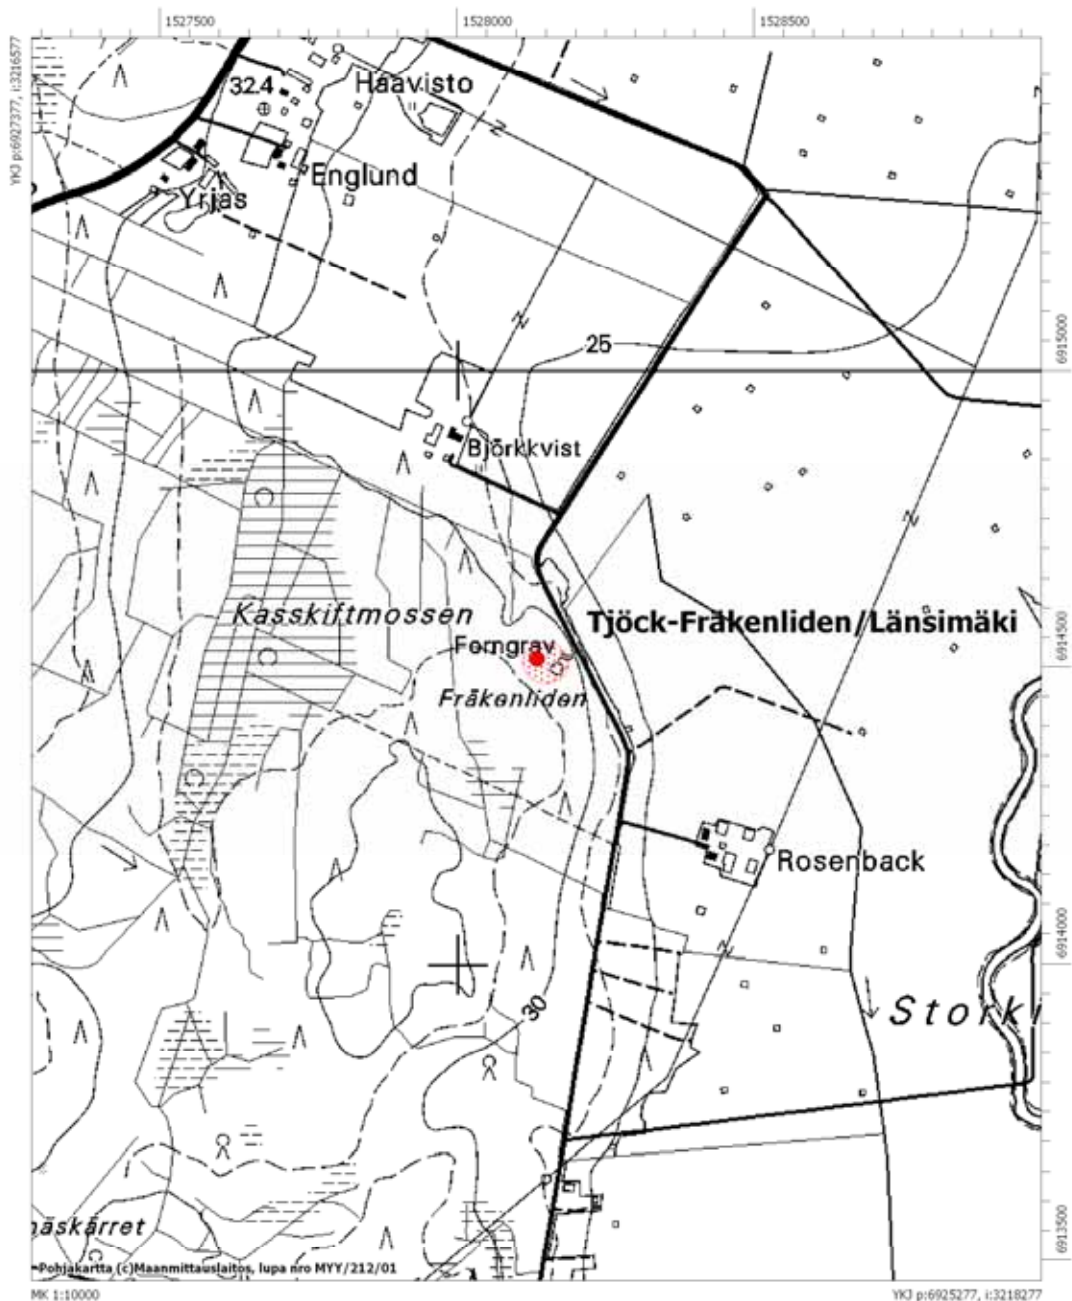 1527500
1528000
1528500
YKJ p:6927377, i:3216577
Haavisto
32.4
Englund
Yrjas
25
6915000
Björkkvist
Kasskiftmossen
Tjöck-Fräkenliden/Länsimäki
6914500
Forngrav
Fräkenliden
Rosenback
6914000
30
Storki
6913500
näskärret
Pohjakartta (c)Maanmittauslaitos, lupa nro MYY/212/01
MK 1:10000
YKJ p:6925277, i:3218277